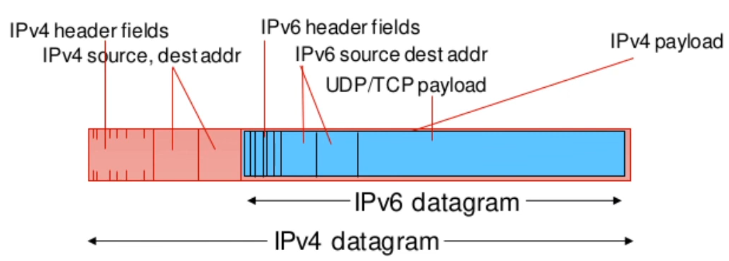 IPv4 header fields
IPv4 source, dest addr
IPv6 header fields
IPv6 source dest addr
UDP/TCP payload
IPv4 payload
IPv6 datagram
IPv4 datagram